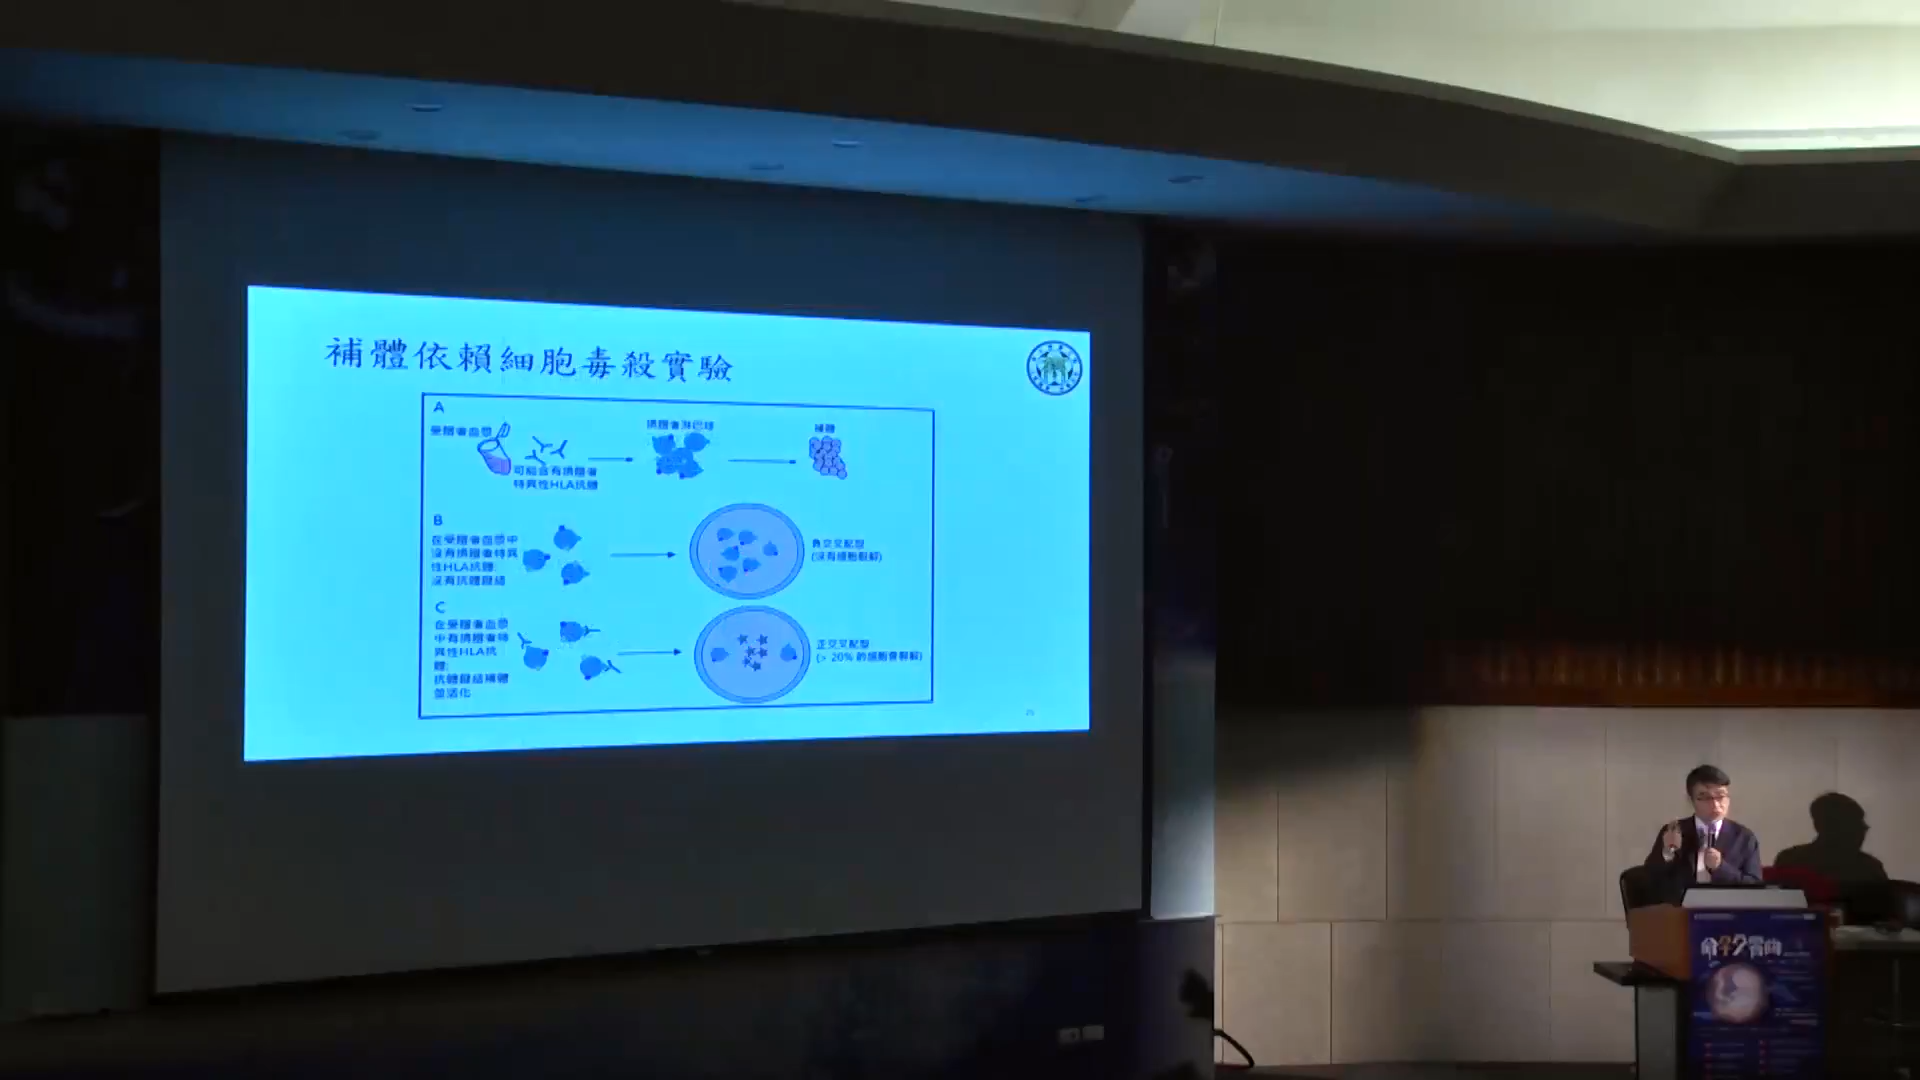 補體依賴細胞毒殺實驗
A
受贈者血漿
可能含有捐贈者
特異性HLA抗體
捐贈者淋巴球
補體
B
在受贈者血漿中
沒有捐贈者特異
性HLA抗體:
沒有抗體鍵結
負交叉配型
(沒有細胞裂解)
C
在受贈者血漿
中有捐贈者特
異性HLA抗
體:
抗體鍵結補體
並活化
正交叉配型
(> 20% 的細胞會裂解)